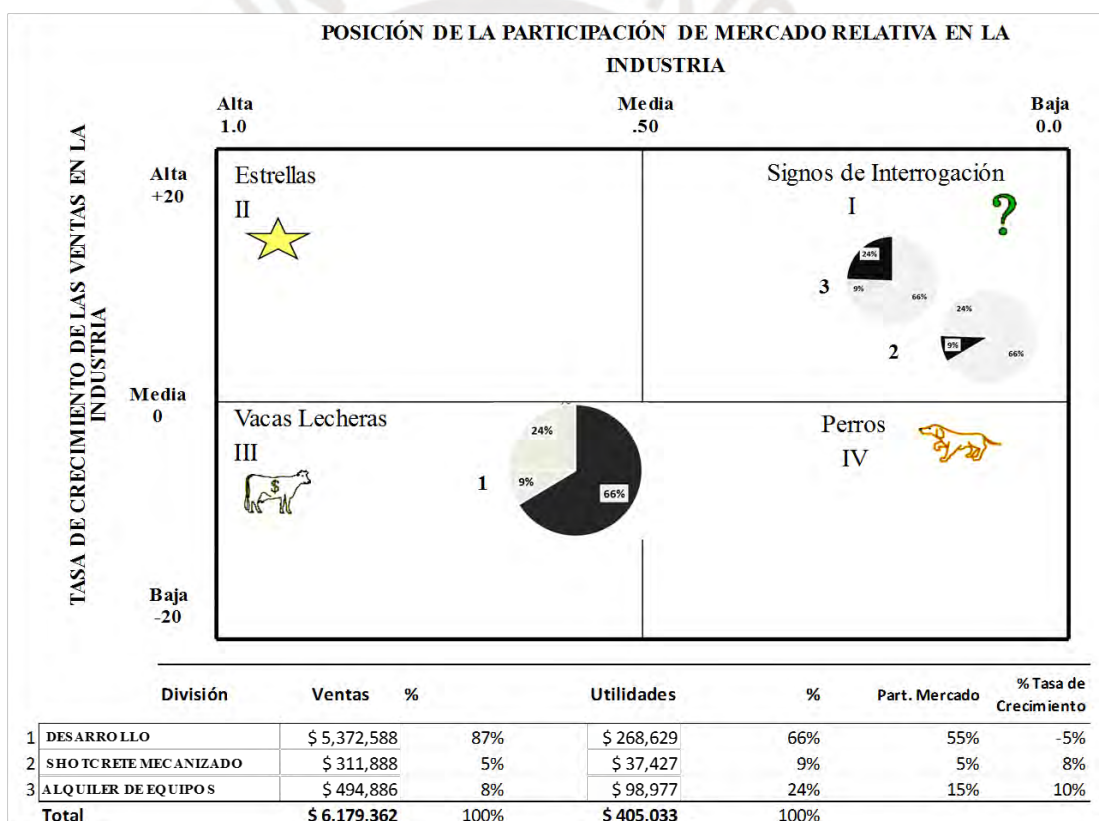 POSICIÓN DE LA PARTICIPACIÓN DE MERCADO RELATIVA EN LA
INDUSTRIA
Alta Media Baja
1.0 .50 0.0
TASA DE CRECIMIENTO DE LAS VENTAS EN LA
INDUSTRIA
Alta
+20
Estrellas
II
Signos de Interrogación
I
?
3
24%
9%
66%
2
24%
9%
66%
Media
0
Vacas Lecheras
III
$
1
24%
9%
66%
Perros
IV
Baja
-20
División Ventas % Utilidades % Part. Mercado % Tasa de
Crecimiento
1 DESARROLLO $ 5,372,588 87% $ 268,629 66% 55% -5%
2 SHOTCRETE MECANIZADO $ 311,888 5% $ 37,427 9% 5% 8%
3 ALQUILER DE EQUIPOS $ 494,886 8% $ 98,977 24% 15% 10%
Total $ 6,179,362 100% $ 405,033 100%